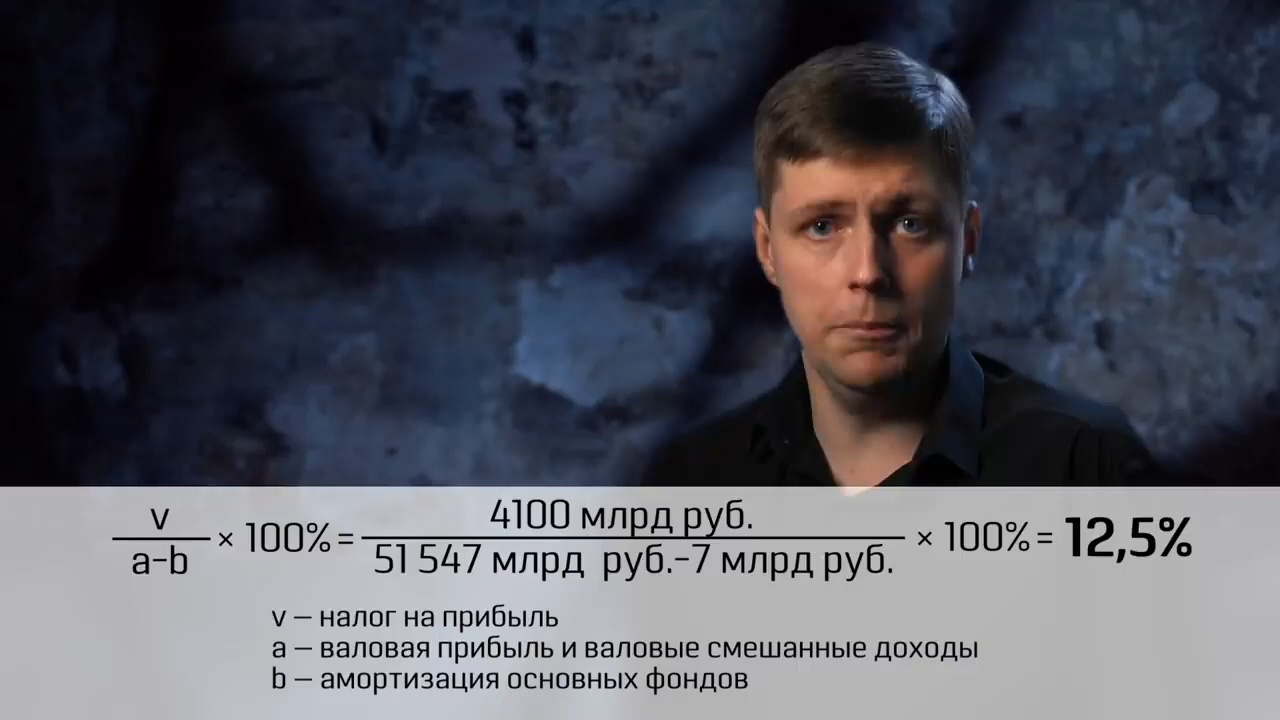 v/a–b × 100% = 4100 млрд руб./51 547 млрд руб.–7 млрд руб. × 100% = 12,5%
v – налог на прибыль
a – валовая прибыль и валовые смешанные доходы
b – амортизация основных фондов